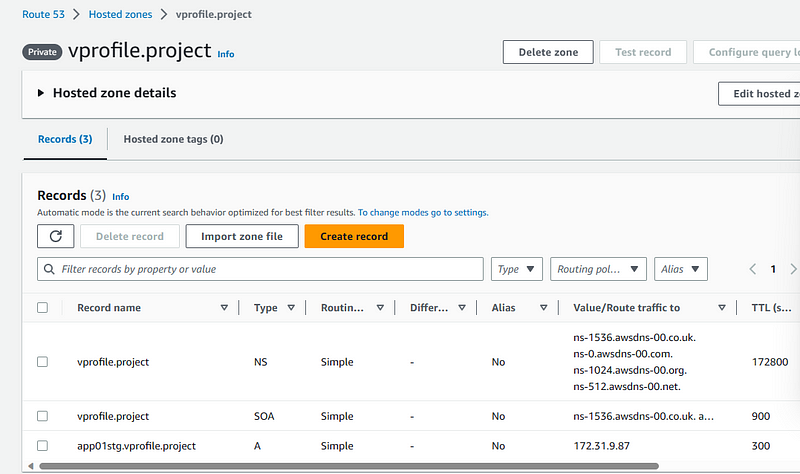 Route 53 > Hosted zones > vprofile.project
Private vprofile.project Info
Delete zone Test record Configure query lo
Hosted zone details
Edit hosted z
Records (3) Hosted zone tags (0)
Records (3) Info
Automatic mode is the current search behavior optimized for best filter results. To change modes go to settings.
Delete record Import zone file Create record
Filter records by property or value Type Routing pol... Alias 1
Record name Type Routin... Differ... Alias Value/Route traffic to TTL (s...
ns-1536.awsdns-00.co.uk.
ns-0.awsdns-00.com.
vprofile.project NS Simple - No 172800
ns-1024.awsdns-00.org.
ns-512.awsdns-00.net.
vprofile.project SOA Simple - No ns-1536.awsdns-00.co.uk. a... 900
app01stg.vprofile.project A Simple - No 172.31.9.87 300